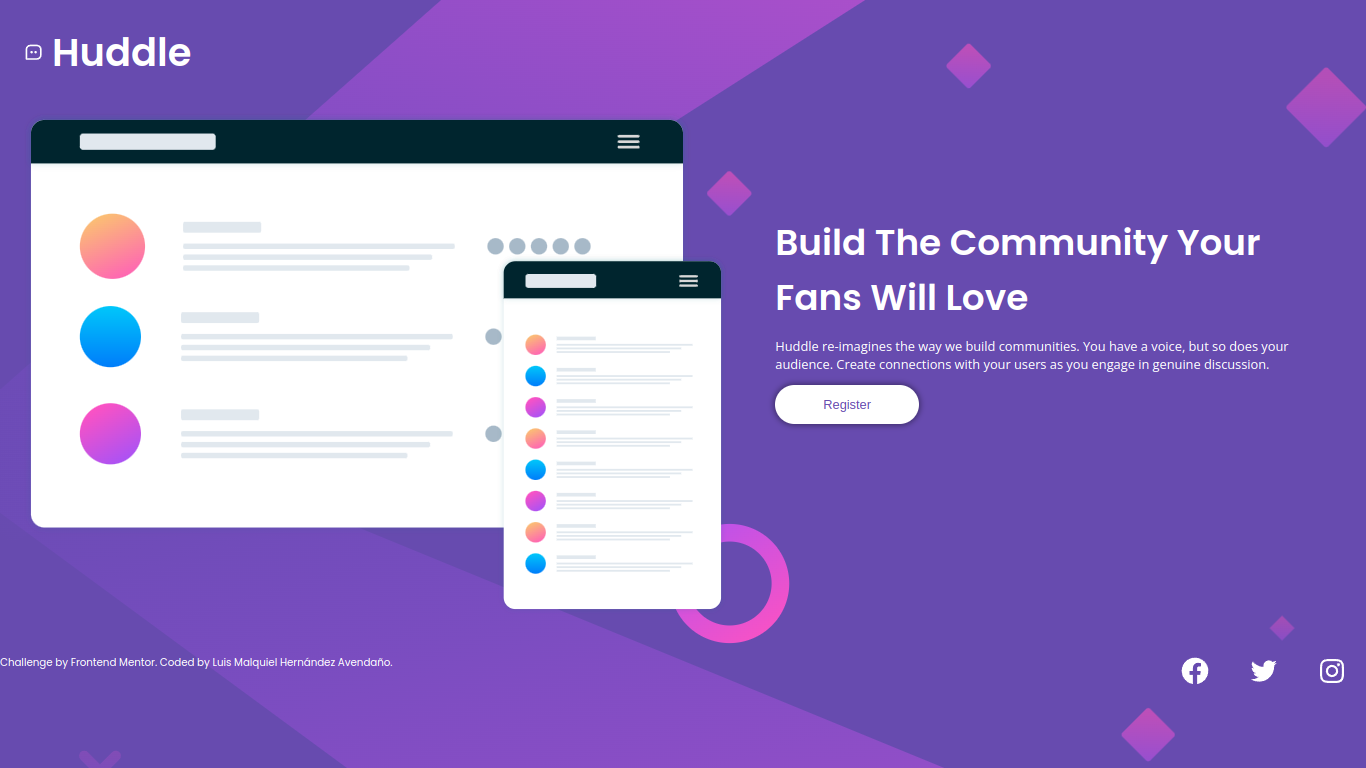 Huddle
Build The Community Your
Fans Will Love
Huddle re-imagines the way we build communities. You have a voice, but so does your
audience. Create connections with your users as you engage in genuine discussion.
Register
Challenge by Frontend Mentor. Coded by Luis Malquiel Hernández Avendaño.